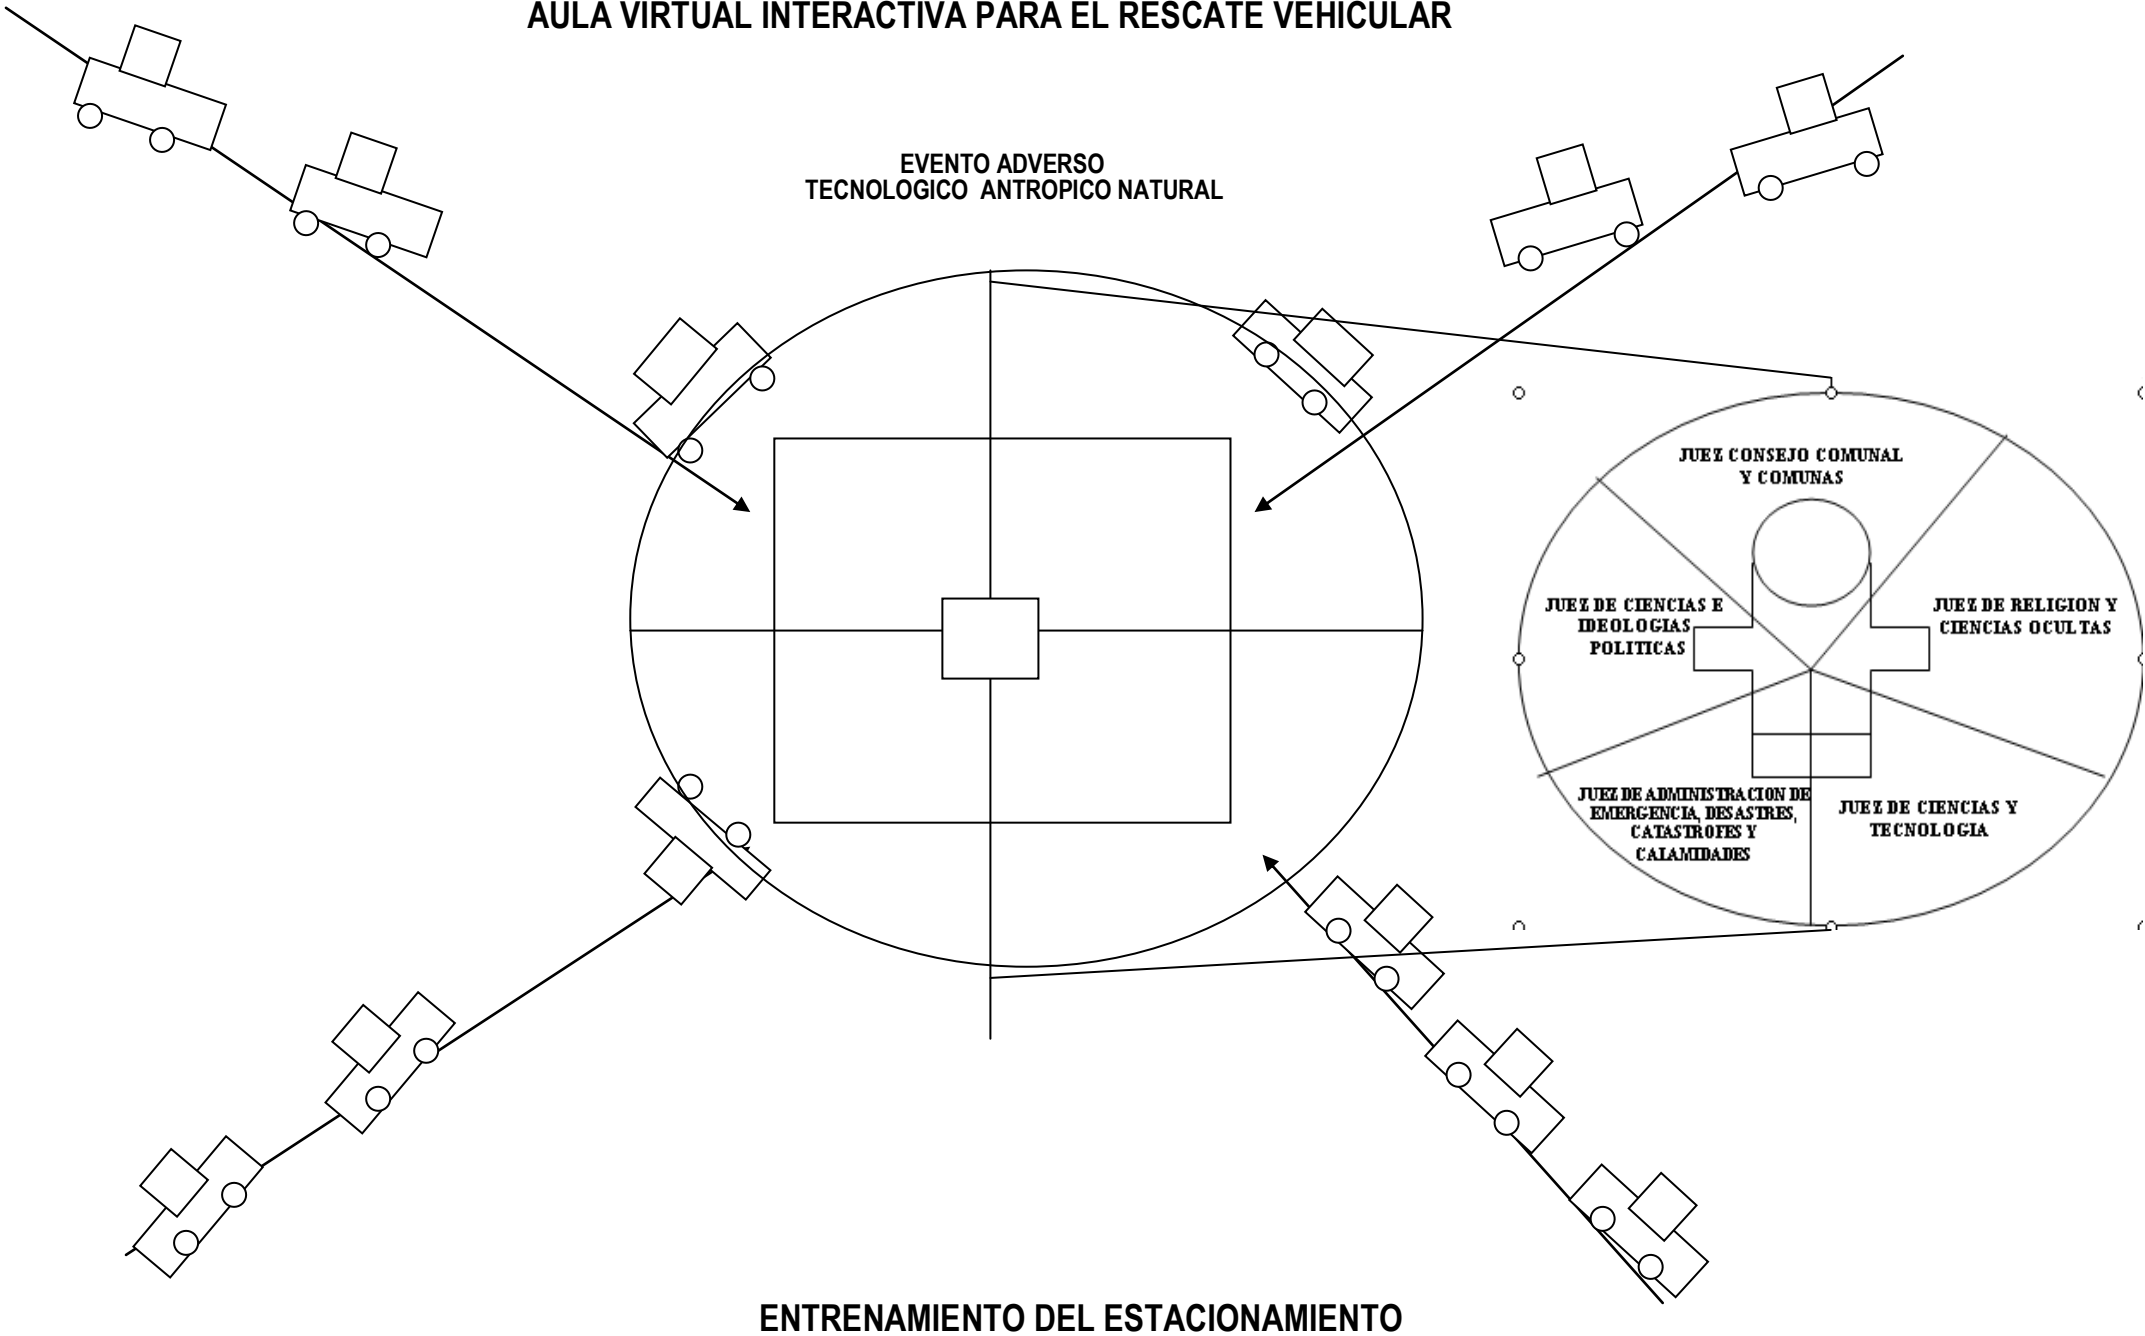 AULA VIRTUAL INTERACTIVA PARA EL RESCATE VEHICULAR
EVENTO ADVERSO
TECNOLOGICO ANTROPICO NATURAL
JUEZ CONSEJO COMUNAL
Y COMUNAS
JUEZ DE CIENCIAS E
IDEOLOGIAS
POLITICAS
JUEZ DE RELIGION Y
CIENCIAS OCULTAS
JUEZ DE ADMINISTRACION DE
EMERGENCIA, DESASTRES,
CATASTROFES Y
CALAMIDADES
JUEZ DE CIENCIAS Y
TECNOLOGIA
ENTRENAMIENTO DEL ESTACIONAMIENTO